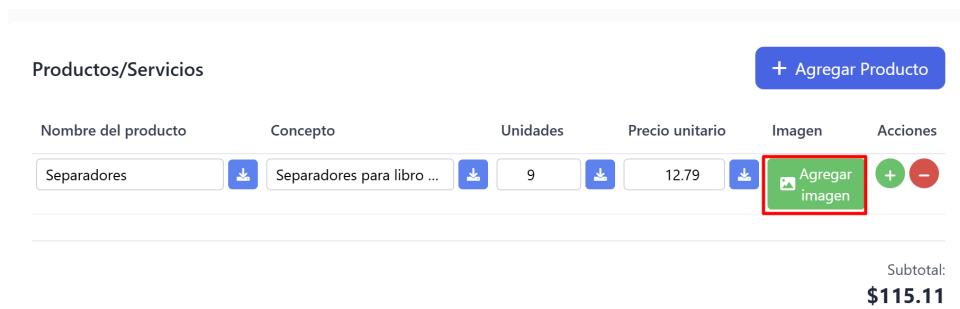 Productos/Servicios
+ Agregar Producto
Nombre del producto Concepto Unidades Precio unitario Imagen Acciones
Separadores Separadores para libro ... 9 12.79 Agregar imagen + −
Subtotal:
$115.11